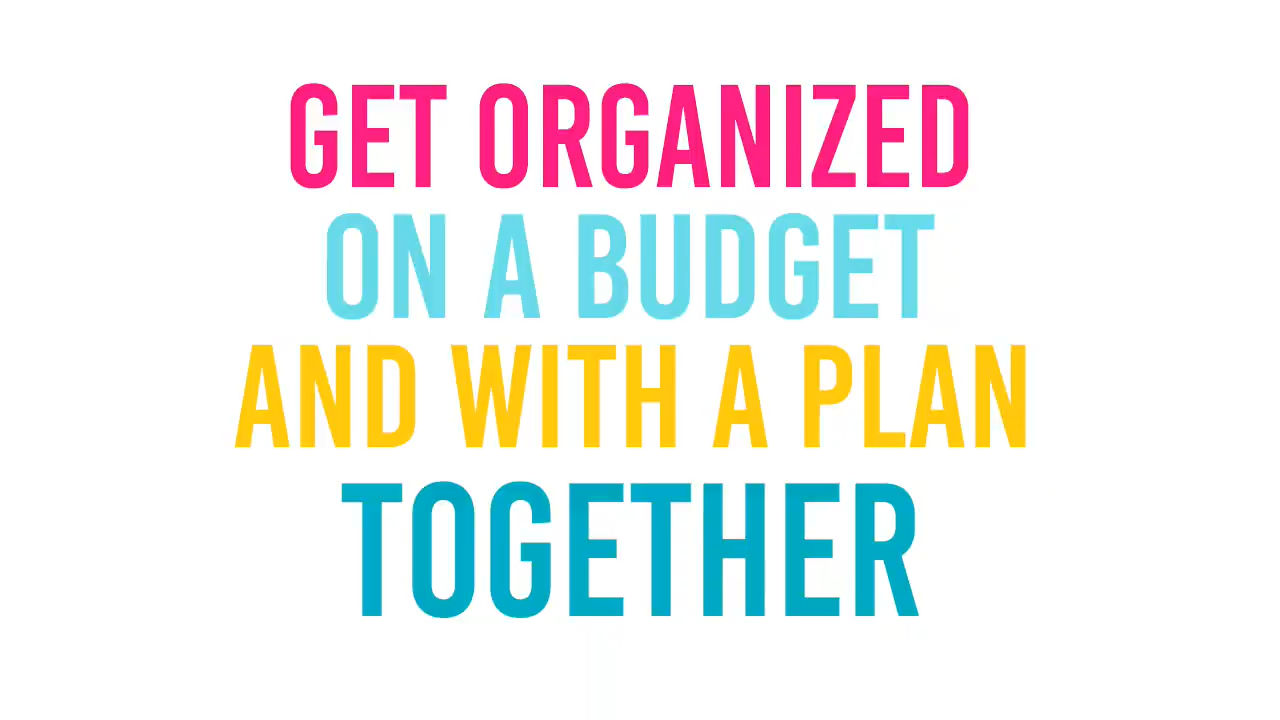 GET ORGANIZED
ON A BUDGET
AND WITH A PLAN
TOGETHER